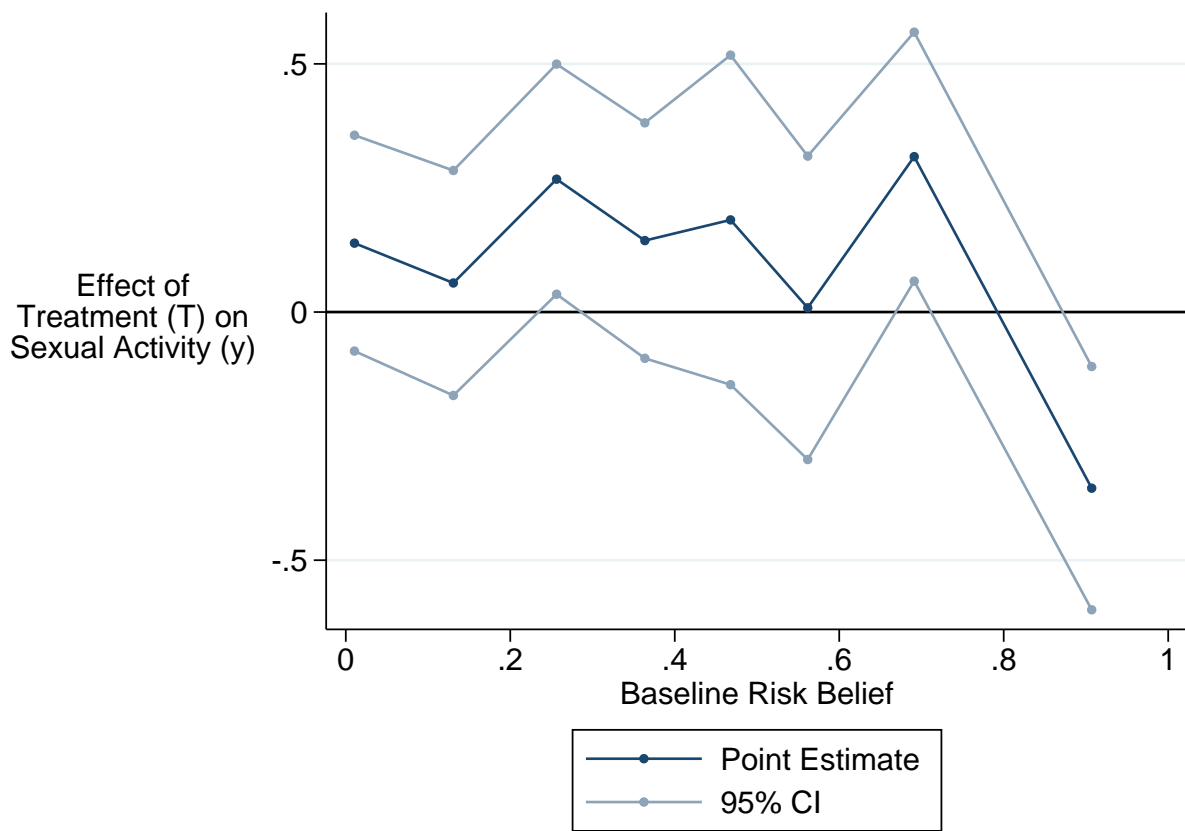 .5
0
-.5
Effect of
Treatment (T) on
Sexual Activity (y)
0 .2 .4 .6 .8 1
Baseline Risk Belief
Point Estimate
95% CI